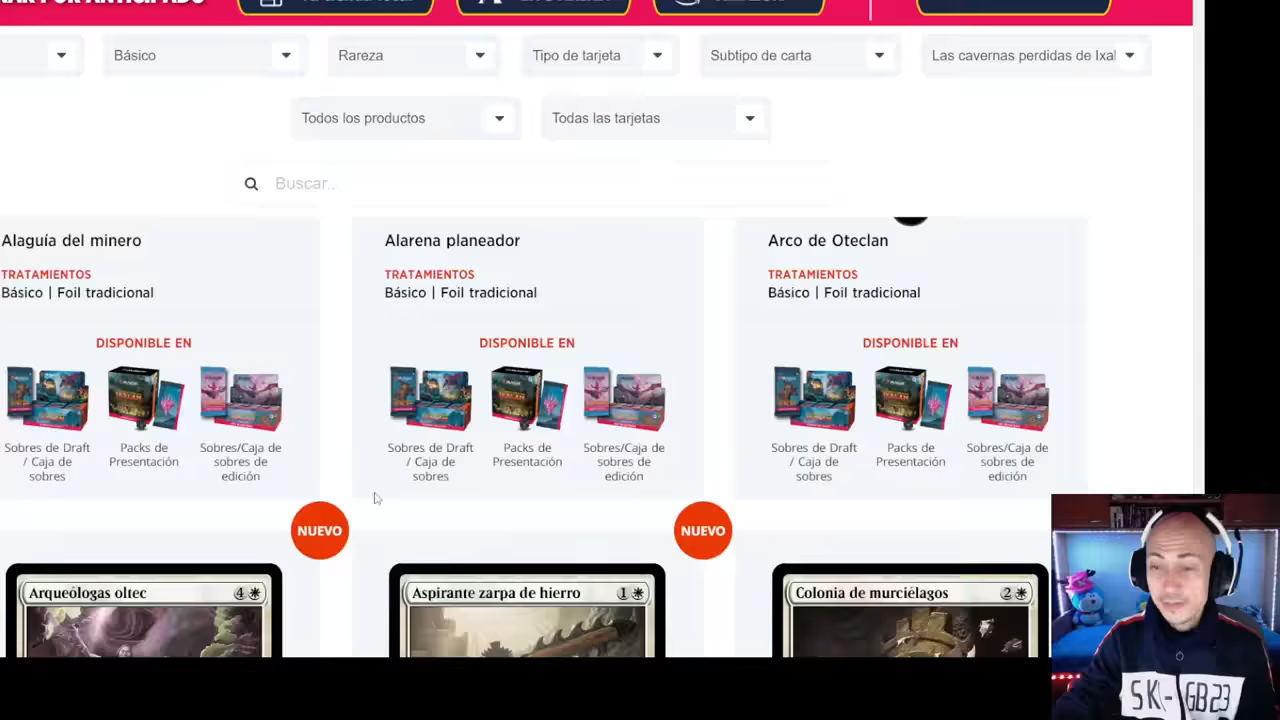 Básico
Rareza
Tipo de tarjeta
Subtipo de carta
Las cavernas perdidas de Ixal
Todos los productos
Todas las tarjetas
Buscar...
Alaguía del minero
Alarena planeador
Arco de Oteclan
TRATAMIENTOS
TRATAMIENTOS
TRATAMIENTOS
Básico | Foil tradicional
Básico | Foil tradicional
Básico | Foil tradicional
DISPONIBLE EN
DISPONIBLE EN
DISPONIBLE EN
Sobres de Draft
/ Caja de
sobres
Packs de
Presentación
Sobres/Caja de
sobres de
edición
Sobres de Draft
/ Caja de
sobres
Packs de
Presentación
Sobres/Caja de
sobres de
edición
Sobres de Draft
/ Caja de
sobres
Packs de
Presentación
Sobres/Caja de
sobres de
edición
NUEVO
NUEVO
Arqueólogas oltec 4
Aspirante zarpa de hierro 1
Colonia de murciélagos 2
GB23